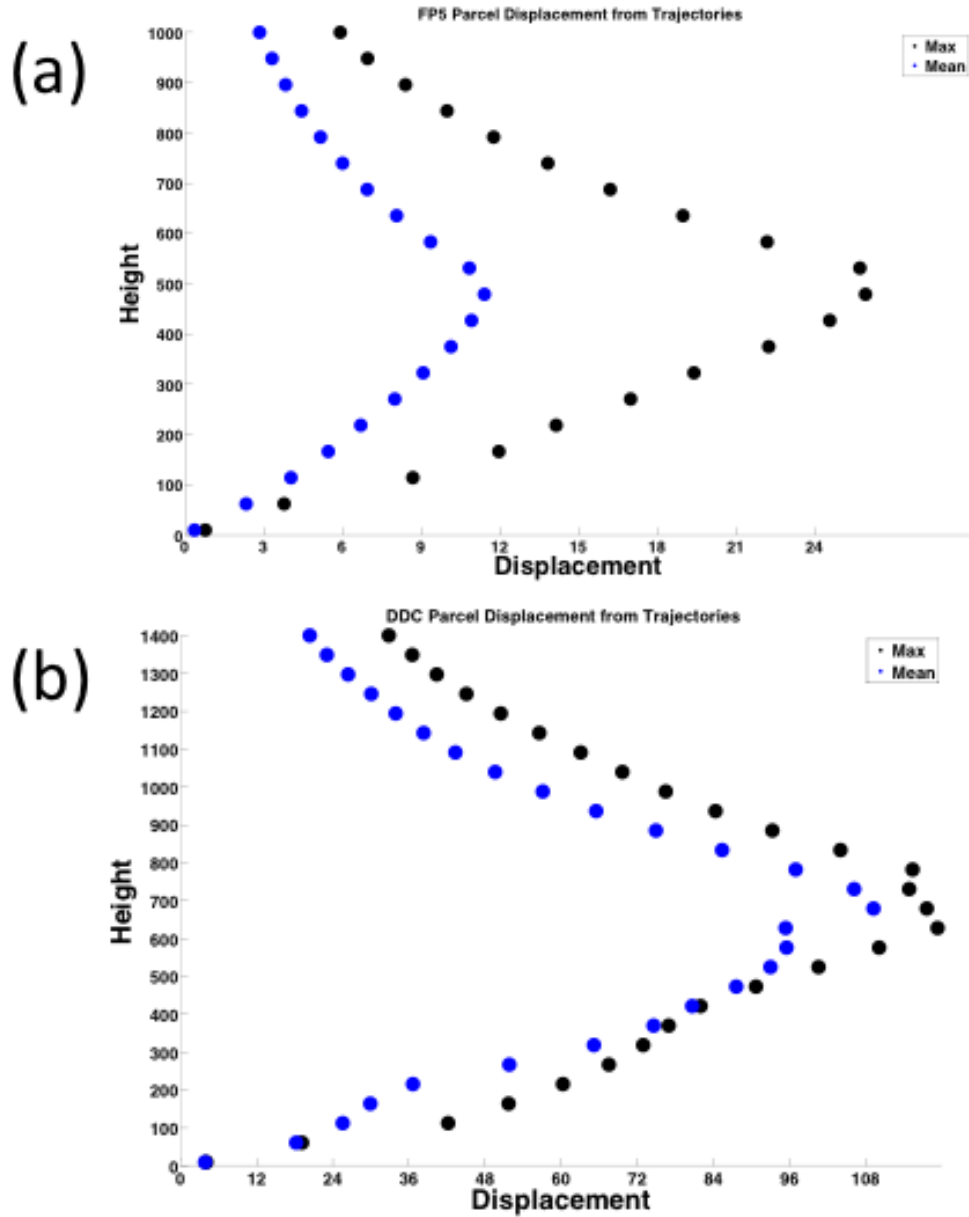 (a)
FP5 Parcel Displacement from Trajectories
Max
Mean
1000
900
800
700
600
500
400
300
200
100
0
Height
0 3 6 9 12 15 18 21 24
Displacement
(b)
DDC Parcel Displacement from Trajectories
Max
Mean
1400
1300
1200
1100
1000
900
800
700
600
500
400
300
200
100
0
Height
0 12 24 36 48 60 72 84 96 108
Displacement